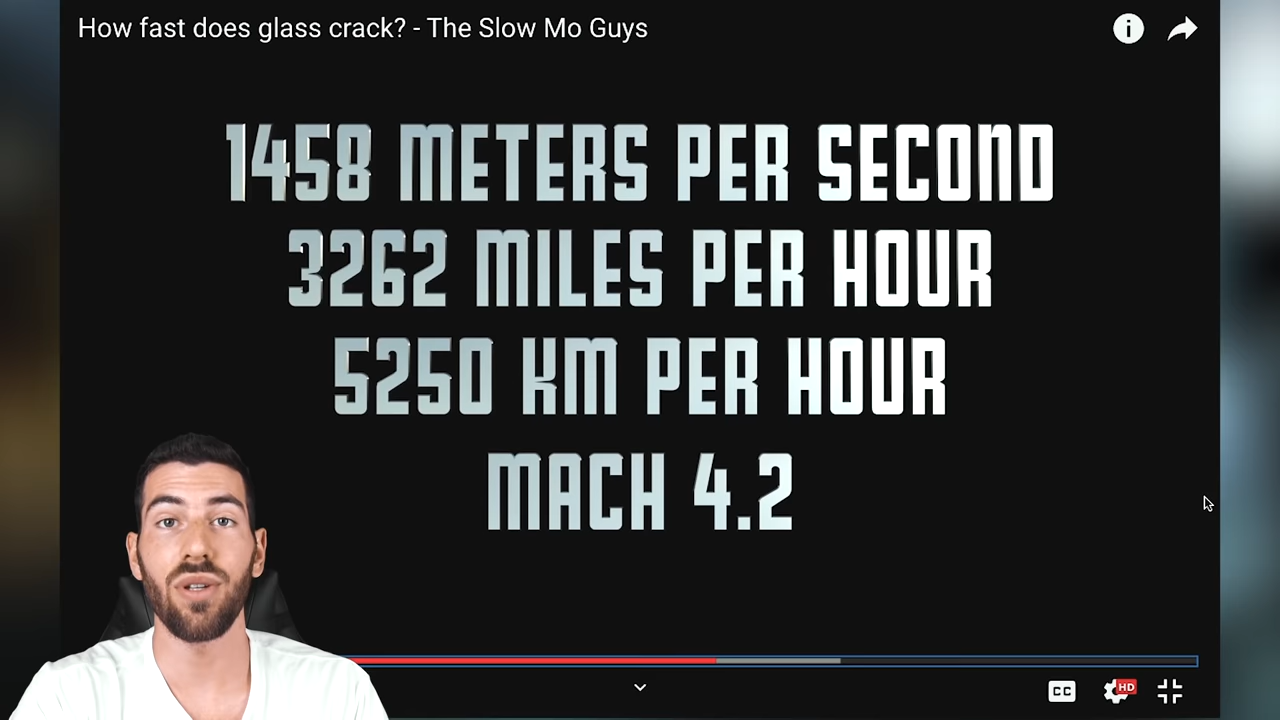 How fast does glass crack? - The Slow Mo Guys
1458 METERS PER SECOND
3262 MILES PER HOUR
5250 KM PER HOUR
MACH 4.2
CC
HD